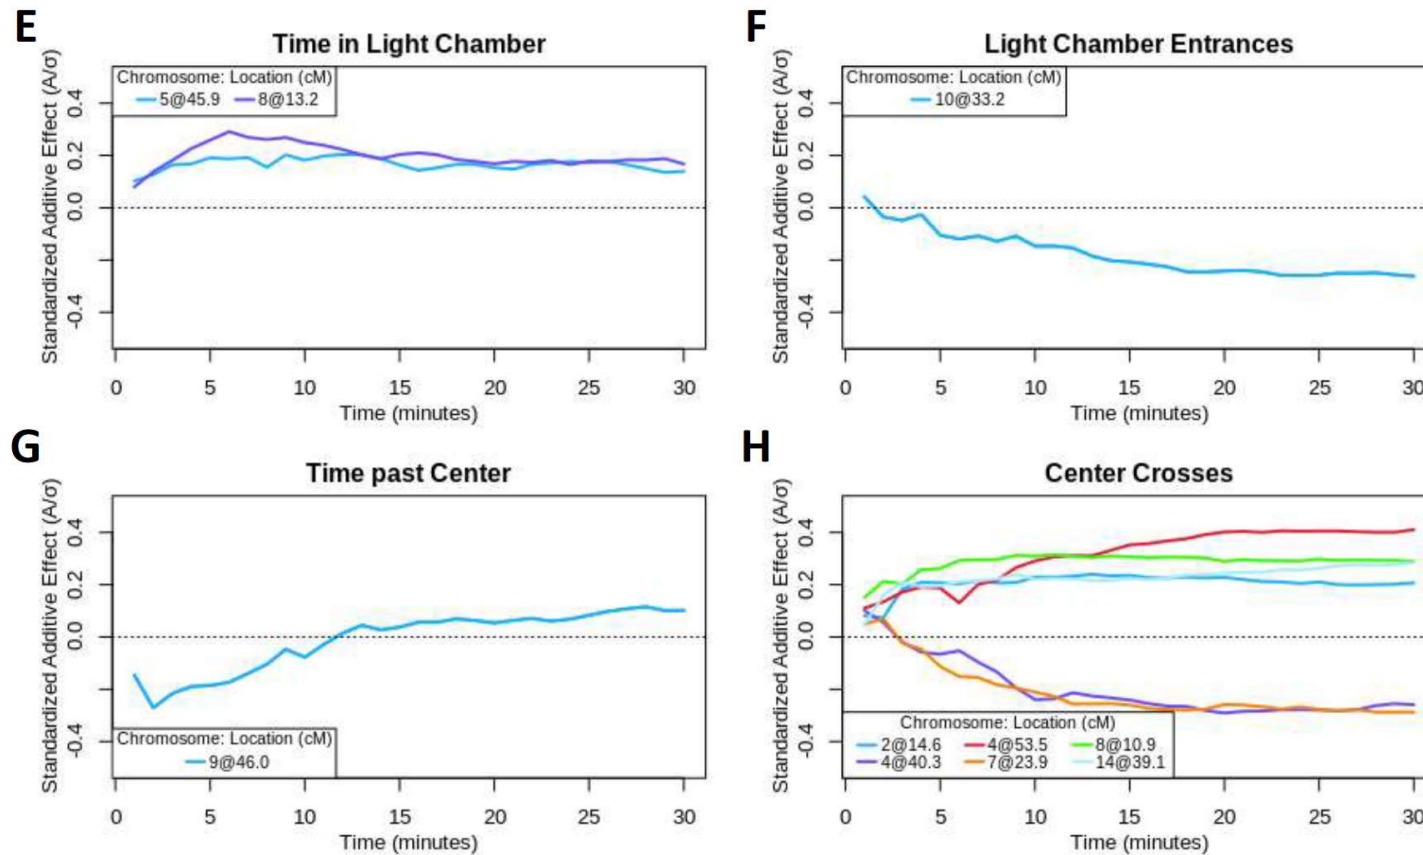 E
Time in Light Chamber
Chromosome: Location (cM)
5@45.9 8@13.2
Standardized Additive Effect (A/σ)
0.4
0.2
0.0
-0.4
0 5 10 15 20 25 30
Time (minutes)
F
Light Chamber Entrances
Chromosome: Location (cM)
10@33.2
Standardized Additive Effect (A/σ)
0.4
0.2
0.0
-0.4
0 5 10 15 20 25 30
Time (minutes)
G
Time past Center
Standardized Additive Effect (A/σ)
0.4
0.2
0.0
-0.4
Chromosome: Location (cM)
9@46.0
0 5 10 15 20 25 30
Time (minutes)
H
Center Crosses
Standardized Additive Effect (A/σ)
0.4
0.2
0.0
-0.4
Chromosome: Location (cM)
2@14.6 4@53.5 8@10.9
4@40.3 7@23.9 14@39.1
0 5 10 15 20 25 30
Time (minutes)